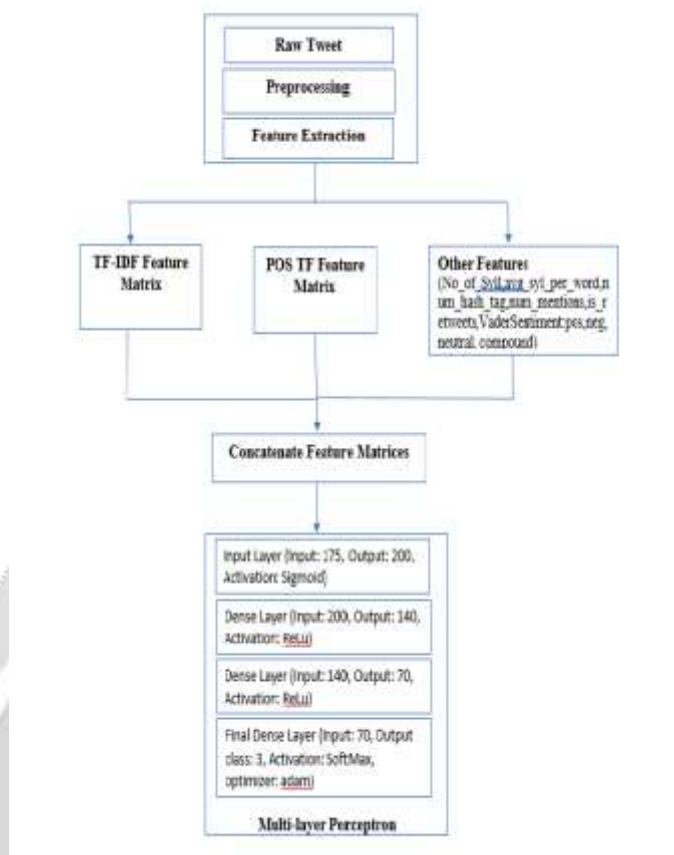 Raw Tweet
Preprocessing
Feature Extraction
TF-IDF Feature
Matrix
POS TF Feature
Matrix
Other Features
(No_of_Syll,avg_syl_per_word,n
um_hash_tag,num_mentions,is_r
etweets,VaderSentiment:pos,neg,
neutral, compound)
Concatenate Feature Matrices
Input Layer (Input: 175, Output: 200,
Activation: Sigmoid)
Dense Layer (Input: 200, Output: 140,
Activation: ReLu)
Dense Layer (Input: 140, Output: 70,
Activation: ReLu)
Final Dense Layer (Input: 70, Output
class: 3, Activation: SoftMax,
optimizer: adam)
Multi-layer Perceptron